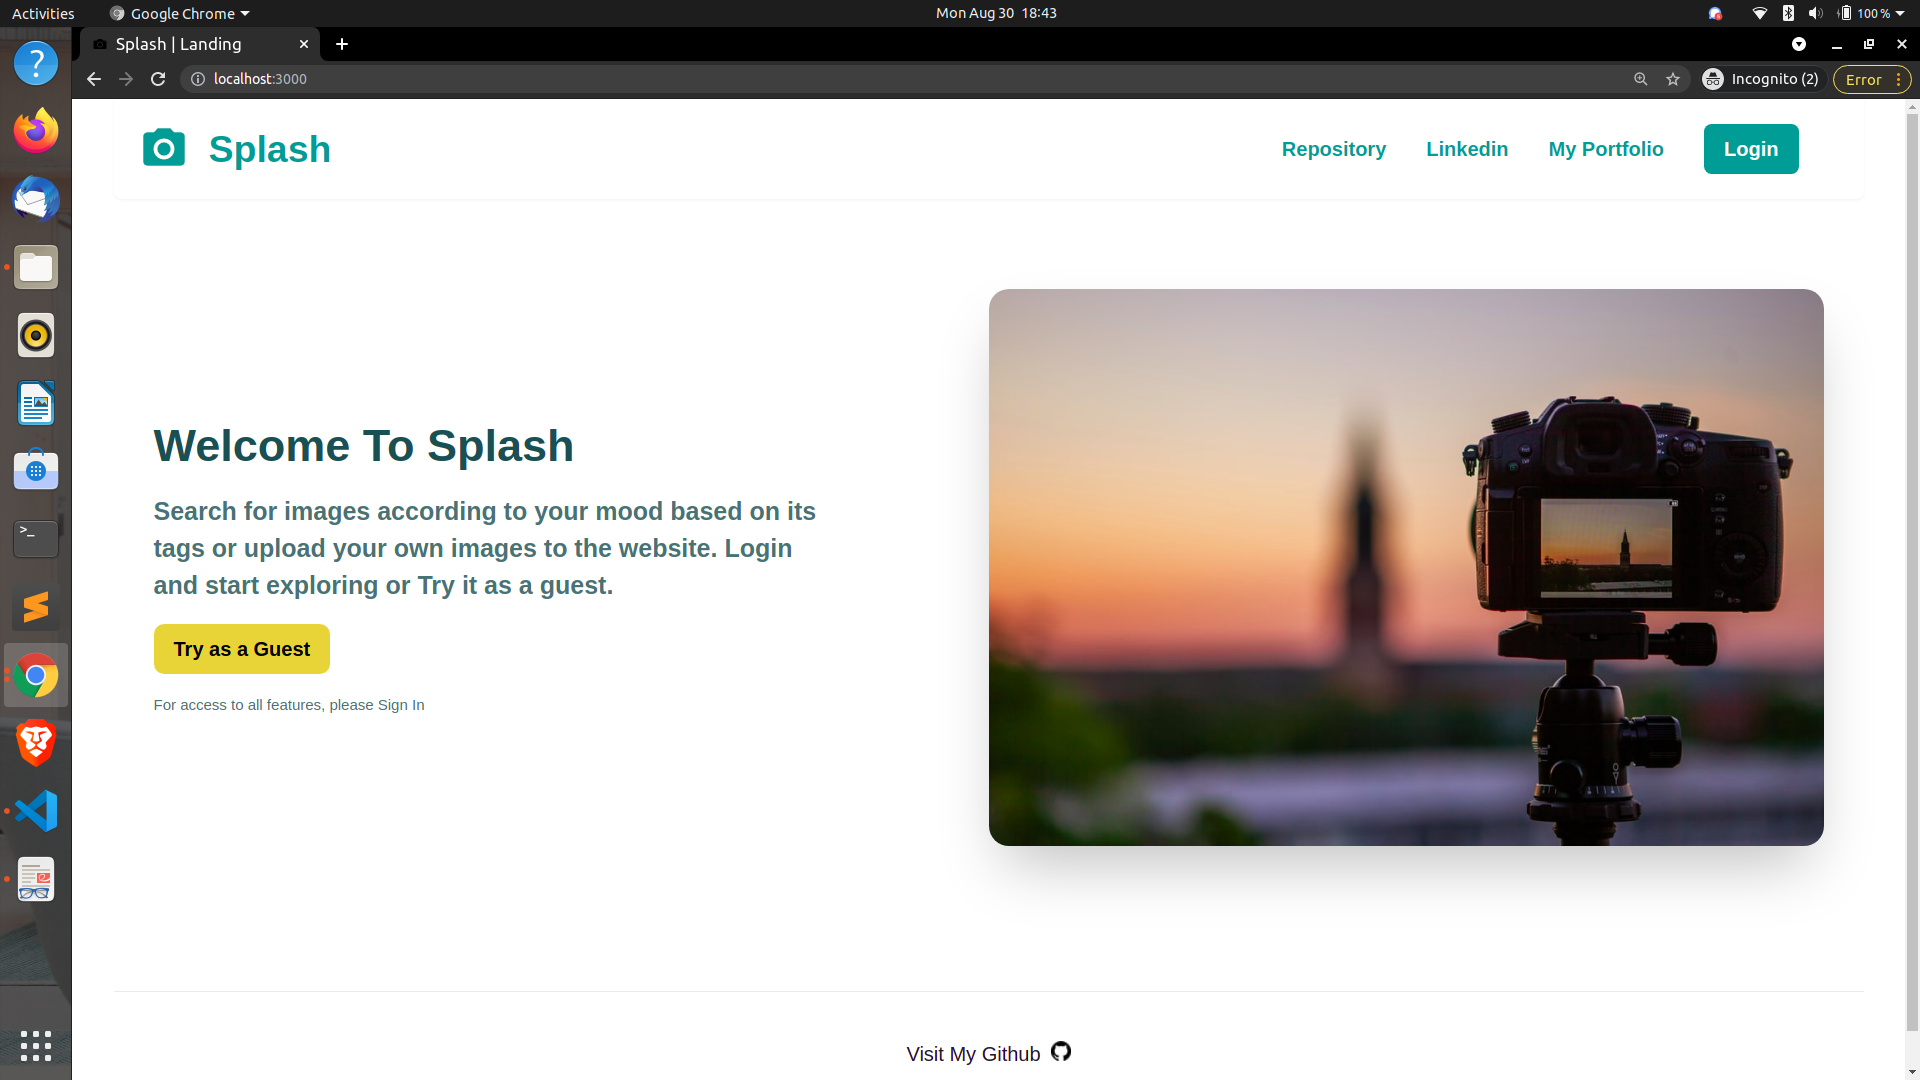 Activities
Google Chrome
Mon Aug 30 18:43
100 %
Splash | Landing
localhost:3000
Incognito (2)
Error
Splash
Repository
Linkedin
My Portfolio
Login
Welcome To Splash
Search for images according to your mood based on its
tags or upload your own images to the website. Login
and start exploring or Try it as a guest.
Try as a Guest
For access to all features, please Sign In
Visit My Github